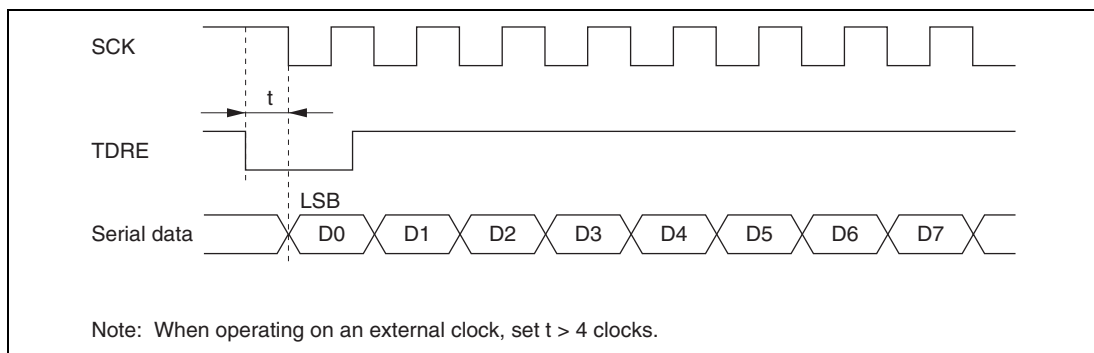 SCK
t
TDRE
LSB
Serial data D0 D1 D2 D3 D4 D5 D6 D7
Note: When operating on an external clock, set t > 4 clocks.